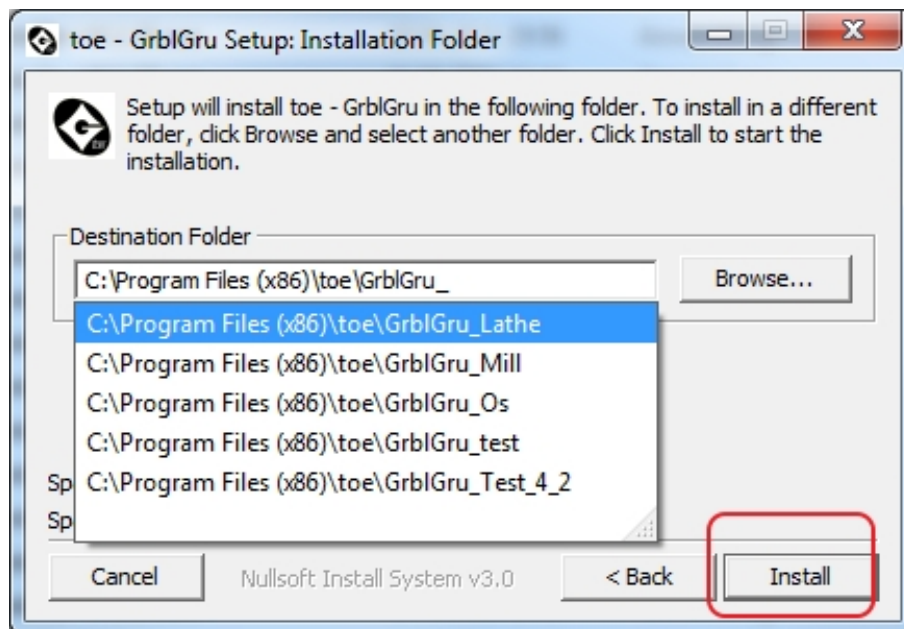 toe - GrblGru Setup: Installation Folder
Setup will install toe - GrblGru in the following folder. To install in a different
folder, click Browse and select another folder. Click Install to start the
installation.
Destination Folder
C:\Program Files (x86)\toe\GrblGru_
Browse...
C:\Program Files (x86)\toe\GrblGru_Lathe
C:\Program Files (x86)\toe\GrblGru_Mill
C:\Program Files (x86)\toe\GrblGru_Os
C:\Program Files (x86)\toe\GrblGru_test
C:\Program Files (x86)\toe\GrblGru_Test_4_2
Sp
Sp
Cancel
Nullsoft Install System v3.0
< Back
Install